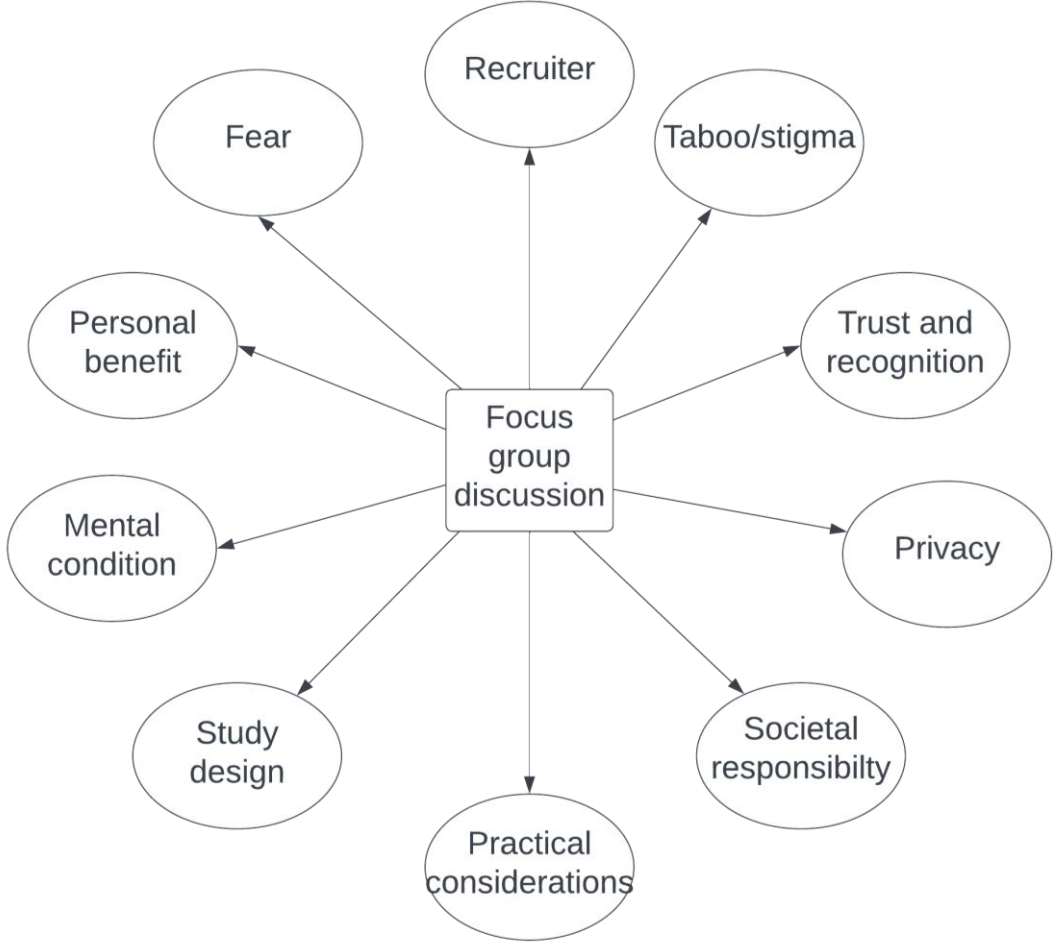 Recruiter
Fear
Taboo/stigma
Personal
benefit
Trust and
recognition
Focus
group
discussion
Mental
condition
Privacy
Study
design
Societal
responsibilty
Practical
considerations